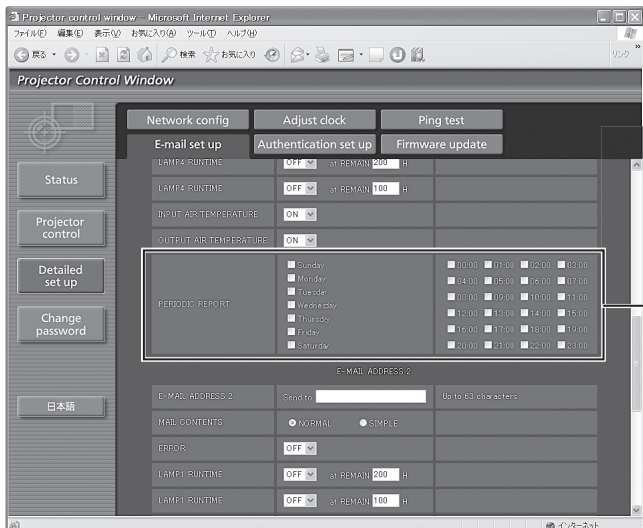 Projector control window - Microsoft Internet Explorer
ファイル(F) 編集(E) 表示(V) お気に入り(A) ツール(T) ヘルプ(H)
戻る 検索 お気に入り リンク »
Projector Control Window
Network config Adjust clock Ping test
E-mail set up Authentication set up Firmware update
Status
Projector control
Detailed set up
Change password
日本語
LAMP4 RUNTIME OFF at REMAIN 200 H
LAMP4 RUNTIME OFF at REMAIN 100 H
INPUT AIR TEMPERATURE ON
OUTPUT AIR TEMPERATURE ON
PERIODIC REPORT
Sunday
Monday
Tuesday
Wednesday
Thursday
Friday
Saturday
00:00 01:00 02:00 03:00
04:00 05:00 06:00 07:00
08:00 09:00 10:00 11:00
12:00 13:00 14:00 15:00
16:00 17:00 18:00 19:00
20:00 21:00 22:00 23:00
E-MAIL ADDRESS 2
E-MAIL ADDRESS 2 Send to Up to 63 characters
MAIL CONTENTS NORMAL SIMPLE
ERROR OFF
LAMP1 RUNTIME OFF at REMAIN 200 H
LAMP1 RUNTIME OFF at REMAIN 100 H
インターネット